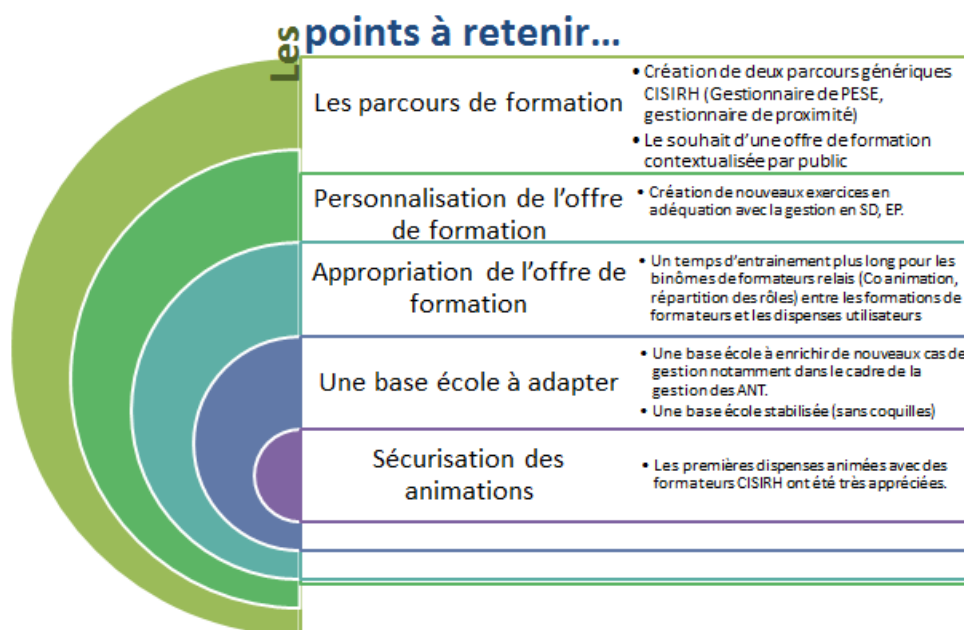 Les points à retenir...
Les parcours de formation
• Création de deux parcours génériques
CISIRH (Gestionnaire de PESE,
gestionnaire de proximité)
• Le souhait d'une offre de formation
contextualisée par public
Personnalisation de l'offre
de formation
• Création de nouveaux exercices en
adéquation avec la gestion en SD, EP.
Appropriation de l'offre de
formation
• Un temps d'entrainement plus long pour les
binômes de formateurs relais (Co animation,
répartition des rôles) entre les formations de
formateurs et les dispenses utilisateurs
Une base école à adapter
• Une base école à enrichir de nouveaux cas de
gestion notamment dans le cadre de la
gestion des ANT.
• Une base école stabilisée (sans coquilles)
Sécurisation des
animations
• Les premières dispenses animées avec des
formateurs CISIRH ont été très appréciées.